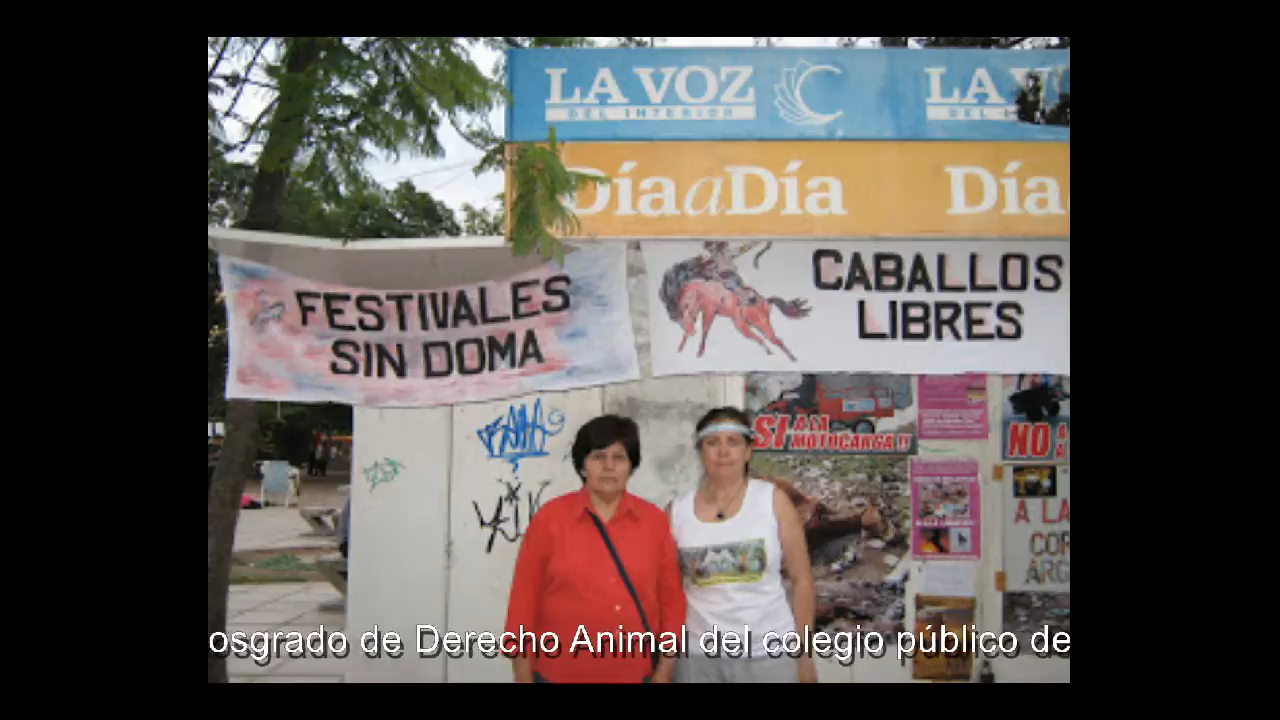 LA VOZ
DEL INTERIOR
LA V
DíaaDía
Día
FESTIVALES
SIN DOMA
CABALLOS
LIBRES
SI A LA
MOTOCARGA!!
NO A
A LA
osgrado de Derecho Animal del colegio público de